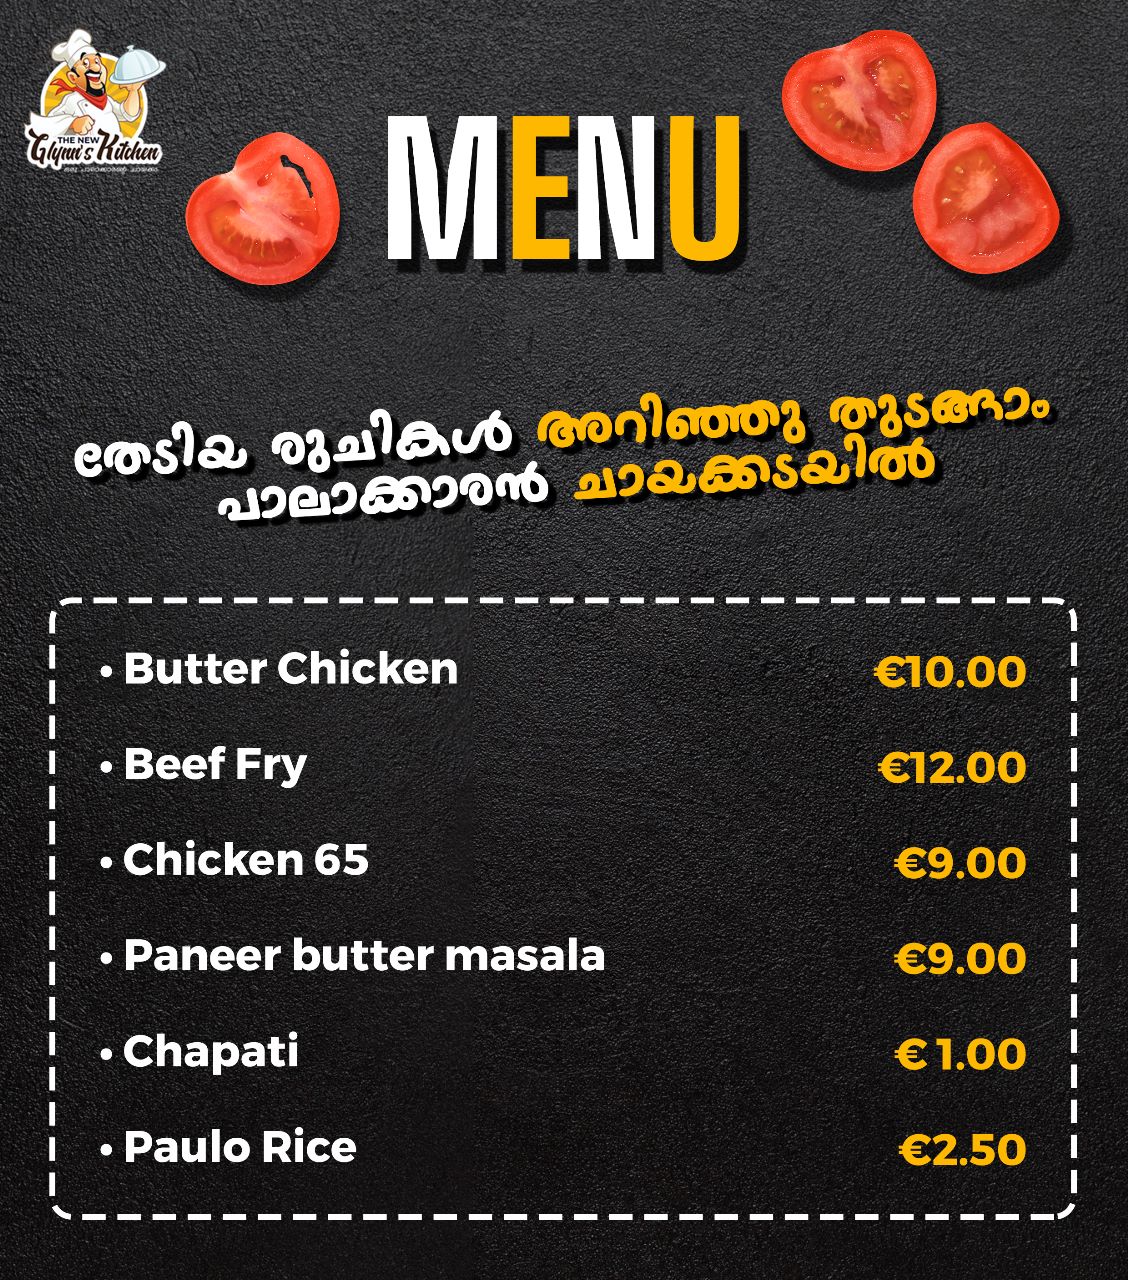 THE NEW
Glynn's Kitchen
MENU
തേടിയ രുചികൾ അറിഞ്ഞു തുടങ്ങാം
പാലാക്കാരൻ ചായക്കടയിൽ
• Butter Chicken €10.00
• Beef Fry €12.00
• Chicken 65 €9.00
• Paneer butter masala €9.00
• Chapati € 1.00
• Paulo Rice €2.50